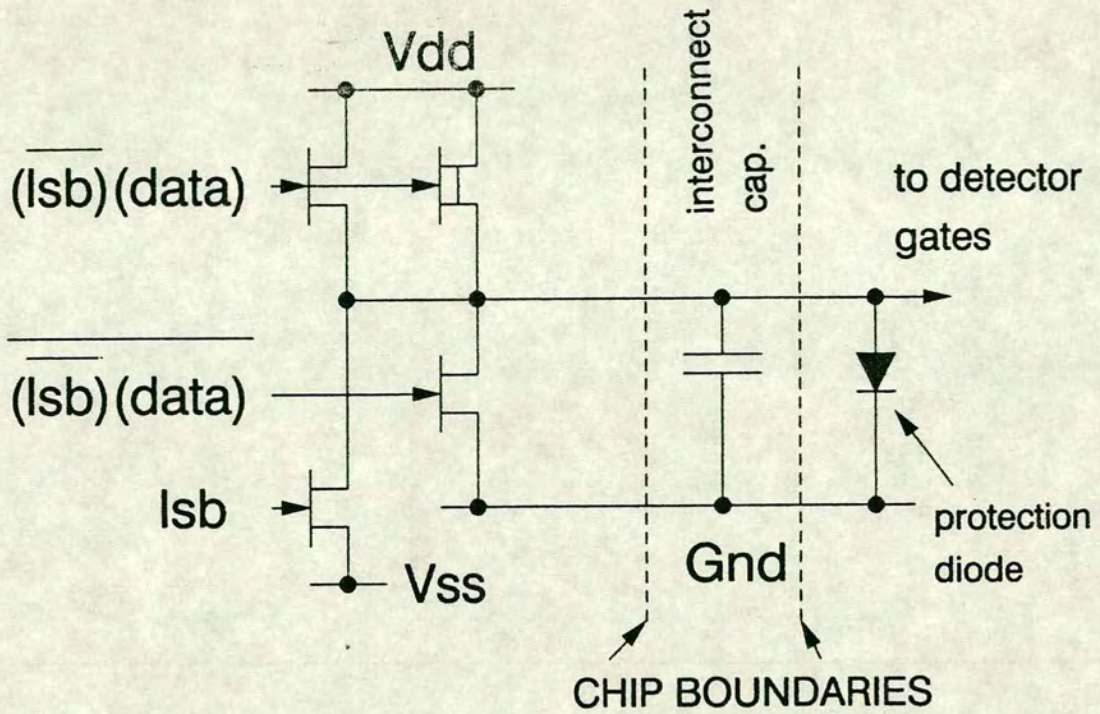 Vdd
interconnect
cap.
(lsb)(data)
to detector
gates
(lsb)(data)
lsb
Vss
Gnd
protection
diode
CHIP BOUNDARIES